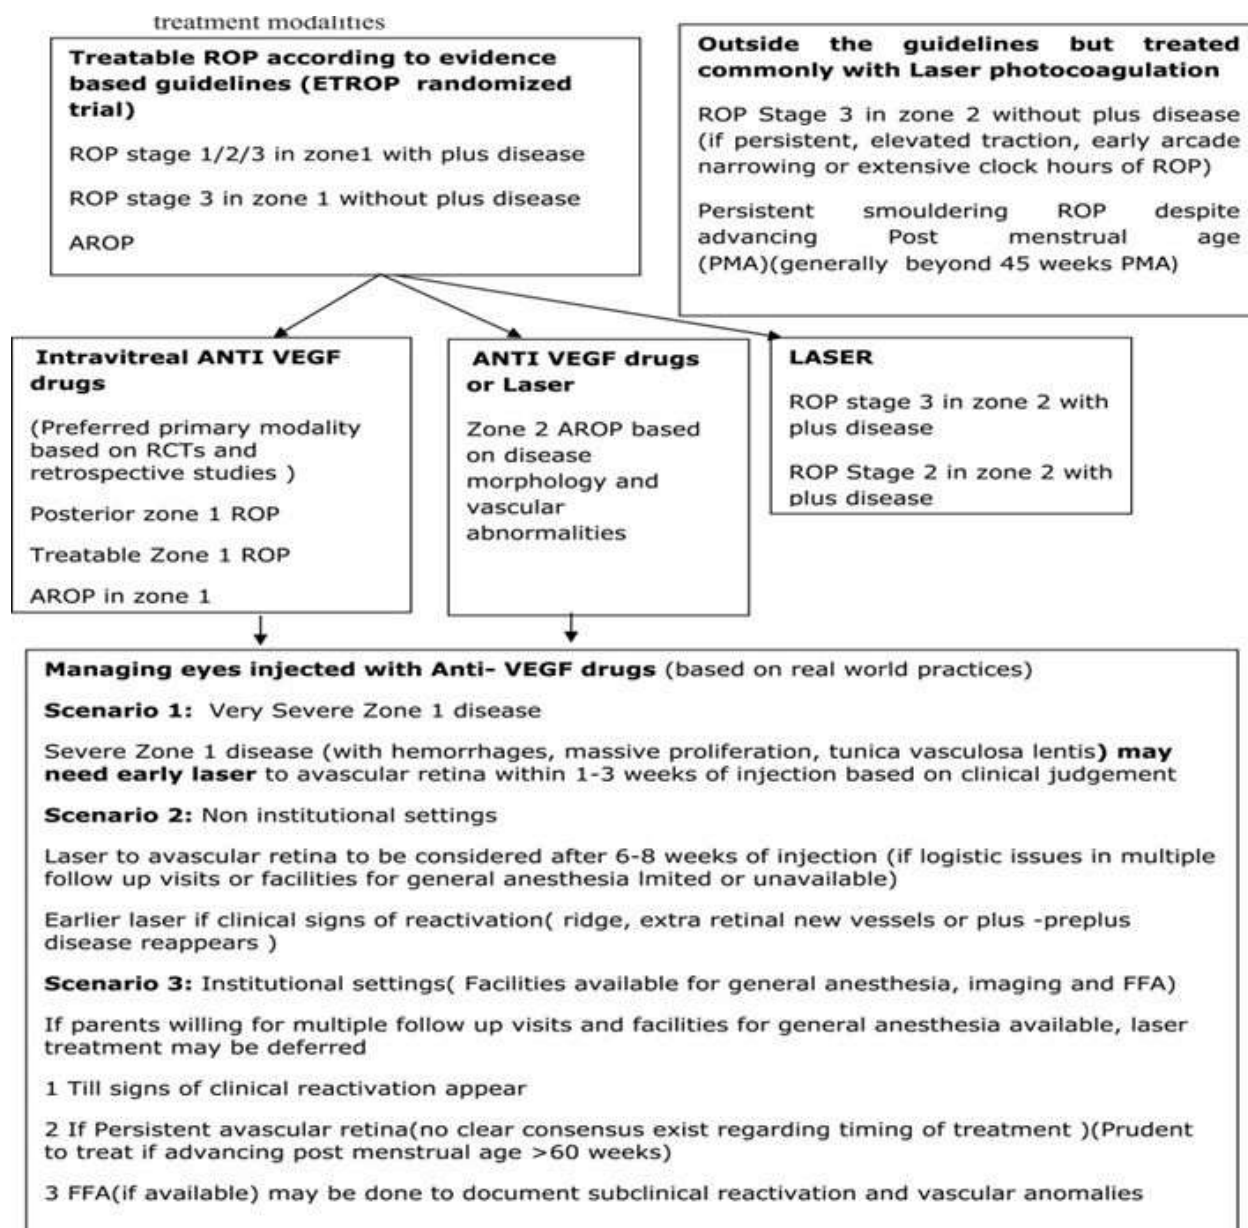 treatment modalities
Treatable ROP according to evidence
based guidelines (ETROP randomized
trial)
ROP stage 1/2/3 in zone1 with plus disease
ROP stage 3 in zone 1 without plus disease
AROP
Outside the guidelines but treated
commonly with Laser photocoagulation
ROP Stage 3 in zone 2 without plus disease
(if persistent, elevated traction, early arcade
narrowing or extensive clock hours of ROP)
Persistent smouldering ROP despite
advancing Post menstrual age
(PMA)(generally beyond 45 weeks PMA)
Intravitreal ANTI VEGF
drugs
(Preferred primary modality
based on RCTs and
retrospective studies )
Posterior zone 1 ROP
Treatable Zone 1 ROP
AROP in zone 1
ANTI VEGF drugs
or Laser
Zone 2 AROP based
on disease
morphology and
vascular
abnormalities
LASER
ROP stage 3 in zone 2 with
plus disease
ROP Stage 2 in zone 2 with
plus disease
Managing eyes injected with Anti- VEGF drugs (based on real world practices)
Scenario 1: Very Severe Zone 1 disease
Severe Zone 1 disease (with hemorrhages, massive proliferation, tunica vasculosa lentis) may
need early laser to avascular retina within 1-3 weeks of injection based on clinical judgement
Scenario 2: Non institutional settings
Laser to avascular retina to be considered after 6-8 weeks of injection (if logistic issues in multiple
follow up visits or facilities for general anesthesia lmited or unavailable)
Earlier laser if clinical signs of reactivation( ridge, extra retinal new vessels or plus -preplus
disease reappears )
Scenario 3: Institutional settings( Facilities available for general anesthesia, imaging and FFA)
If parents willing for multiple follow up visits and facilities for general anesthesia available, laser
treatment may be deferred
1 Till signs of clinical reactivation appear
2 If Persistent avascular retina(no clear consensus exist regarding timing of treatment )(Prudent
to treat if advancing post menstrual age >60 weeks)
3 FFA(if available) may be done to document subclinical reactivation and vascular anomalies